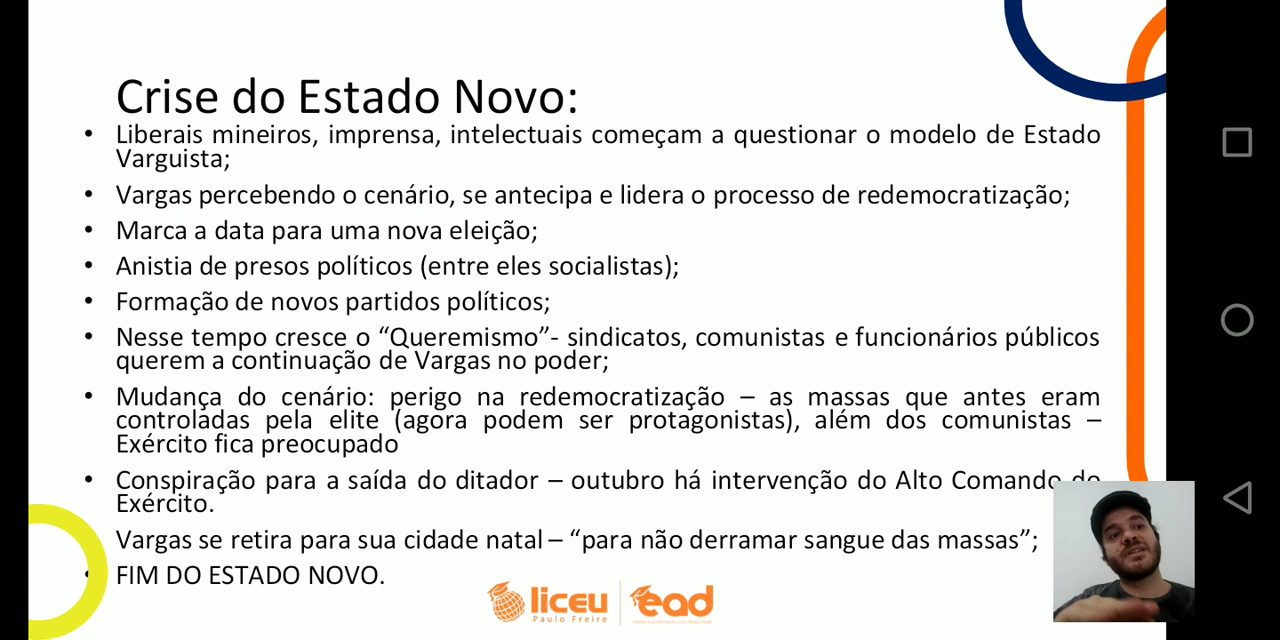 Crise do Estado Novo:
• Liberais mineiros, imprensa, intelectuais começam a questionar o modelo de Estado
Varguista;
• Vargas percebendo o cenário, se antecipa e lidera o processo de redemocratização;
• Marca a data para uma nova eleição;
• Anistia de presos políticos (entre eles socialistas);
• Formação de novos partidos políticos;
• Nesse tempo cresce o “Queremismo”- sindicatos, comunistas e funcionários públicos
querem a continuação de Vargas no poder;
• Mudança do cenário: perigo na redemocratização – as massas que antes eram
controladas pela elite (agora podem ser protagonistas), além dos comunistas –
Exército fica preocupado
• Conspiração para a saída do ditador – outubro há intervenção do Alto Comando do
Exército.
Vargas se retira para sua cidade natal – “para não derramar sangue das massas”;
• FIM DO ESTADO NOVO.
liceu ead
Paulo Freire